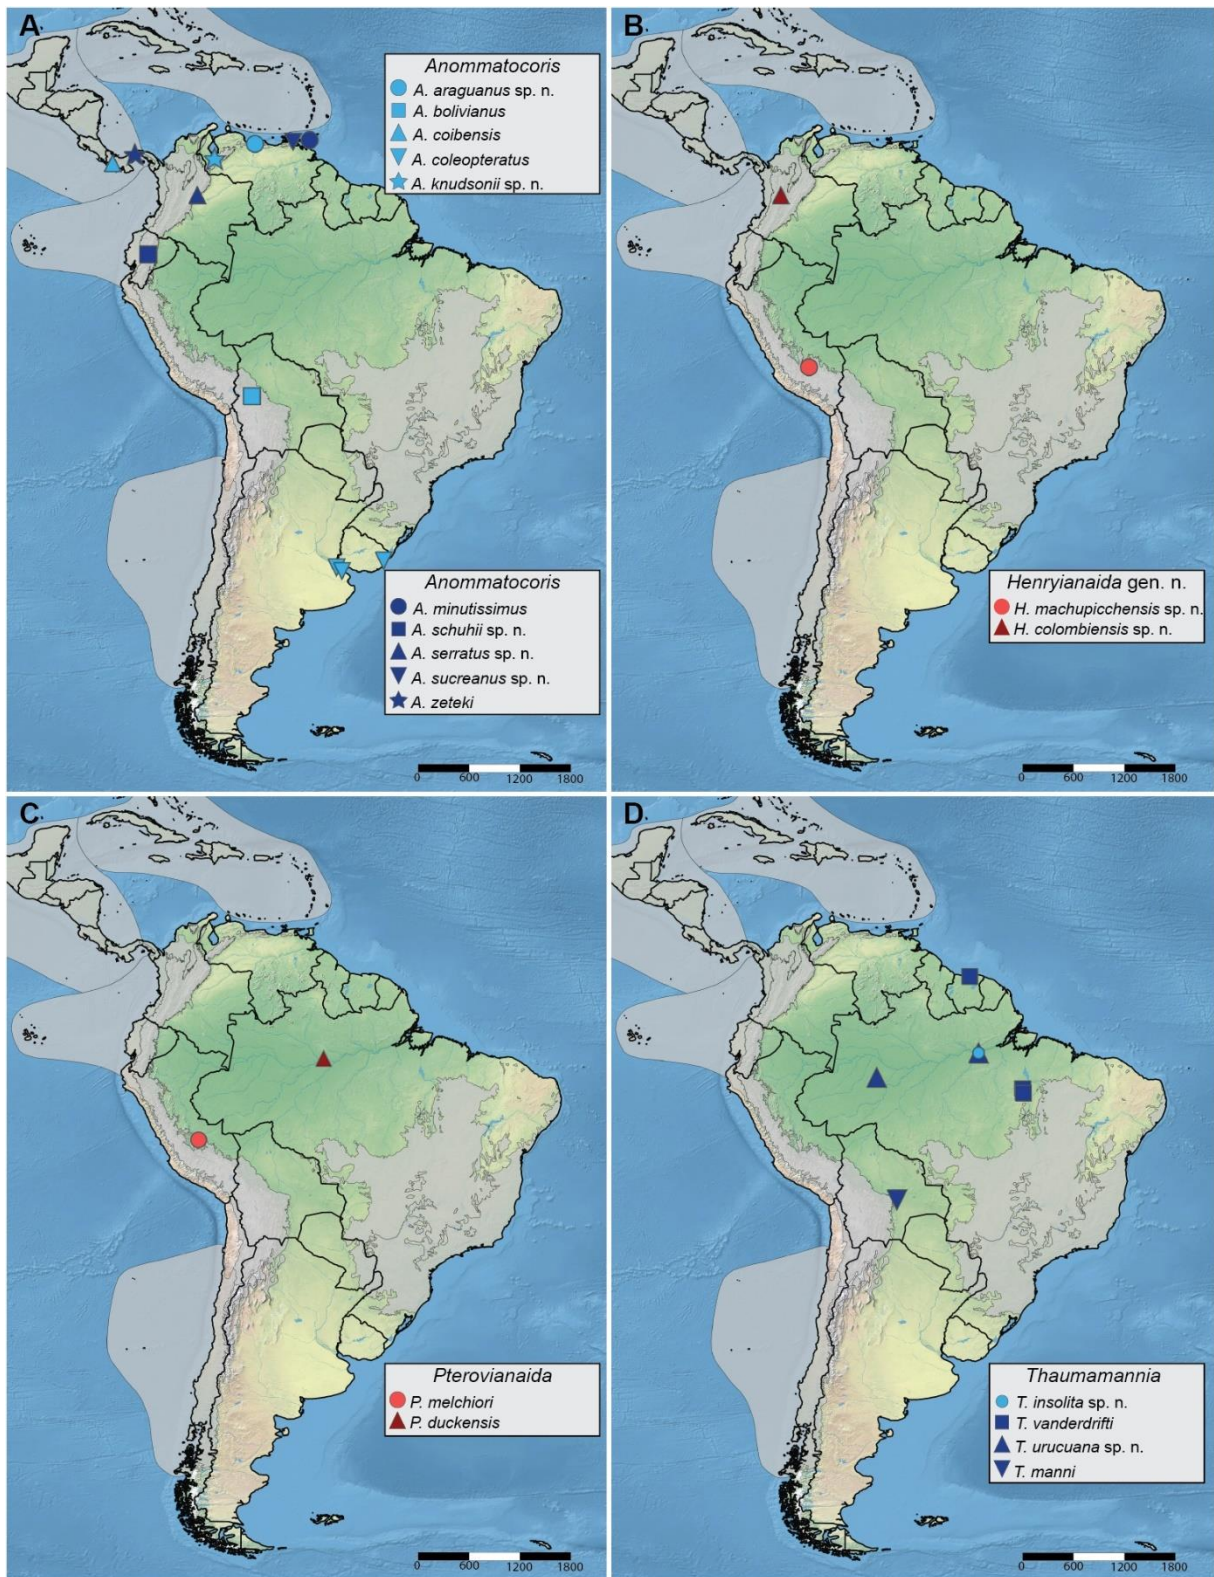 A
Anommatocoris
A. araguanus sp. n.
A. bolivianus
A. coibensis
A. coleopteratus
A. knudsonii sp. n.
Anommatocoris
A. minutissimus
A. schuhii sp. n.
A. serratus sp. n.
A. sucreanus sp. n.
A. zeteki
0 600 1200 1800
B
Henryianaida gen. n.
H. machupicchensis sp. n.
H. colombiensis sp. n.
0 600 1200 1800
C
Pterovianaida
P. melchiori
P. duckensis
0 600 1200 1800
D
Thaumamannia
T. insolita sp. n.
T. vanderdrifti
T. urucuana sp. n.
T. manni
0 600 1200 1800